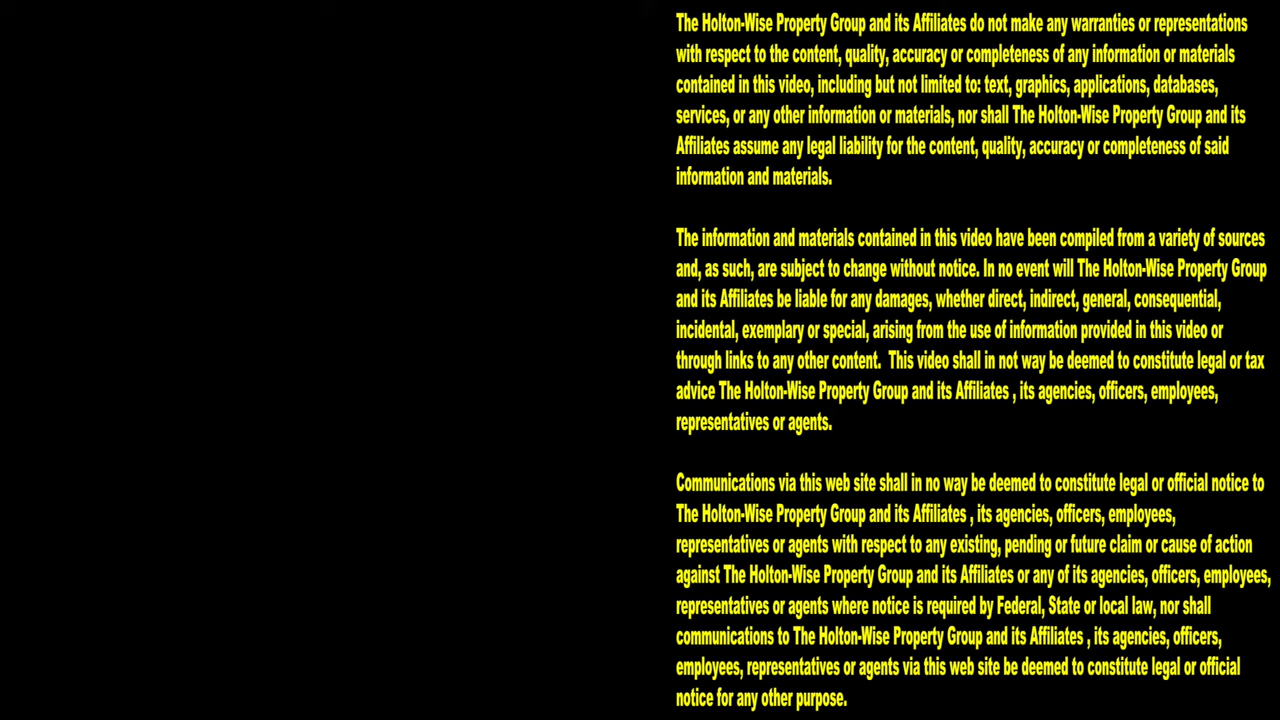 The Holton-Wise Property Group and its Affiliates do not make any warranties or representations
with respect to the content, quality, accuracy or completeness of any information or materials
contained in this video, including but not limited to: text, graphics, applications, databases,
services, or any other information or materials, nor shall The Holton-Wise Property Group and its
Affiliates assume any legal liability for the content, quality, accuracy or completeness of said
information and materials.
The information and materials contained in this video have been compiled from a variety of sources
and, as such, are subject to change without notice. In no event will The Holton-Wise Property Group
and its Affiliates be liable for any damages, whether direct, indirect, general, consequential,
incidental, exemplary or special, arising from the use of information provided in this video or
through links to any other content.  This video shall in not way be deemed to constitute legal or tax
advice The Holton-Wise Property Group and its Affiliates , its agencies, officers, employees,
representatives or agents.
Communications via this web site shall in no way be deemed to constitute legal or official notice to
The Holton-Wise Property Group and its Affiliates , its agencies, officers, employees,
representatives or agents with respect to any existing, pending or future claim or cause of action
against The Holton-Wise Property Group and its Affiliates or any of its agencies, officers, employees,
representatives or agents where notice is required by Federal, State or local law, nor shall
communications to The Holton-Wise Property Group and its Affiliates , its agencies, officers,
employees, representatives or agents via this web site be deemed to constitute legal or official
notice for any other purpose.